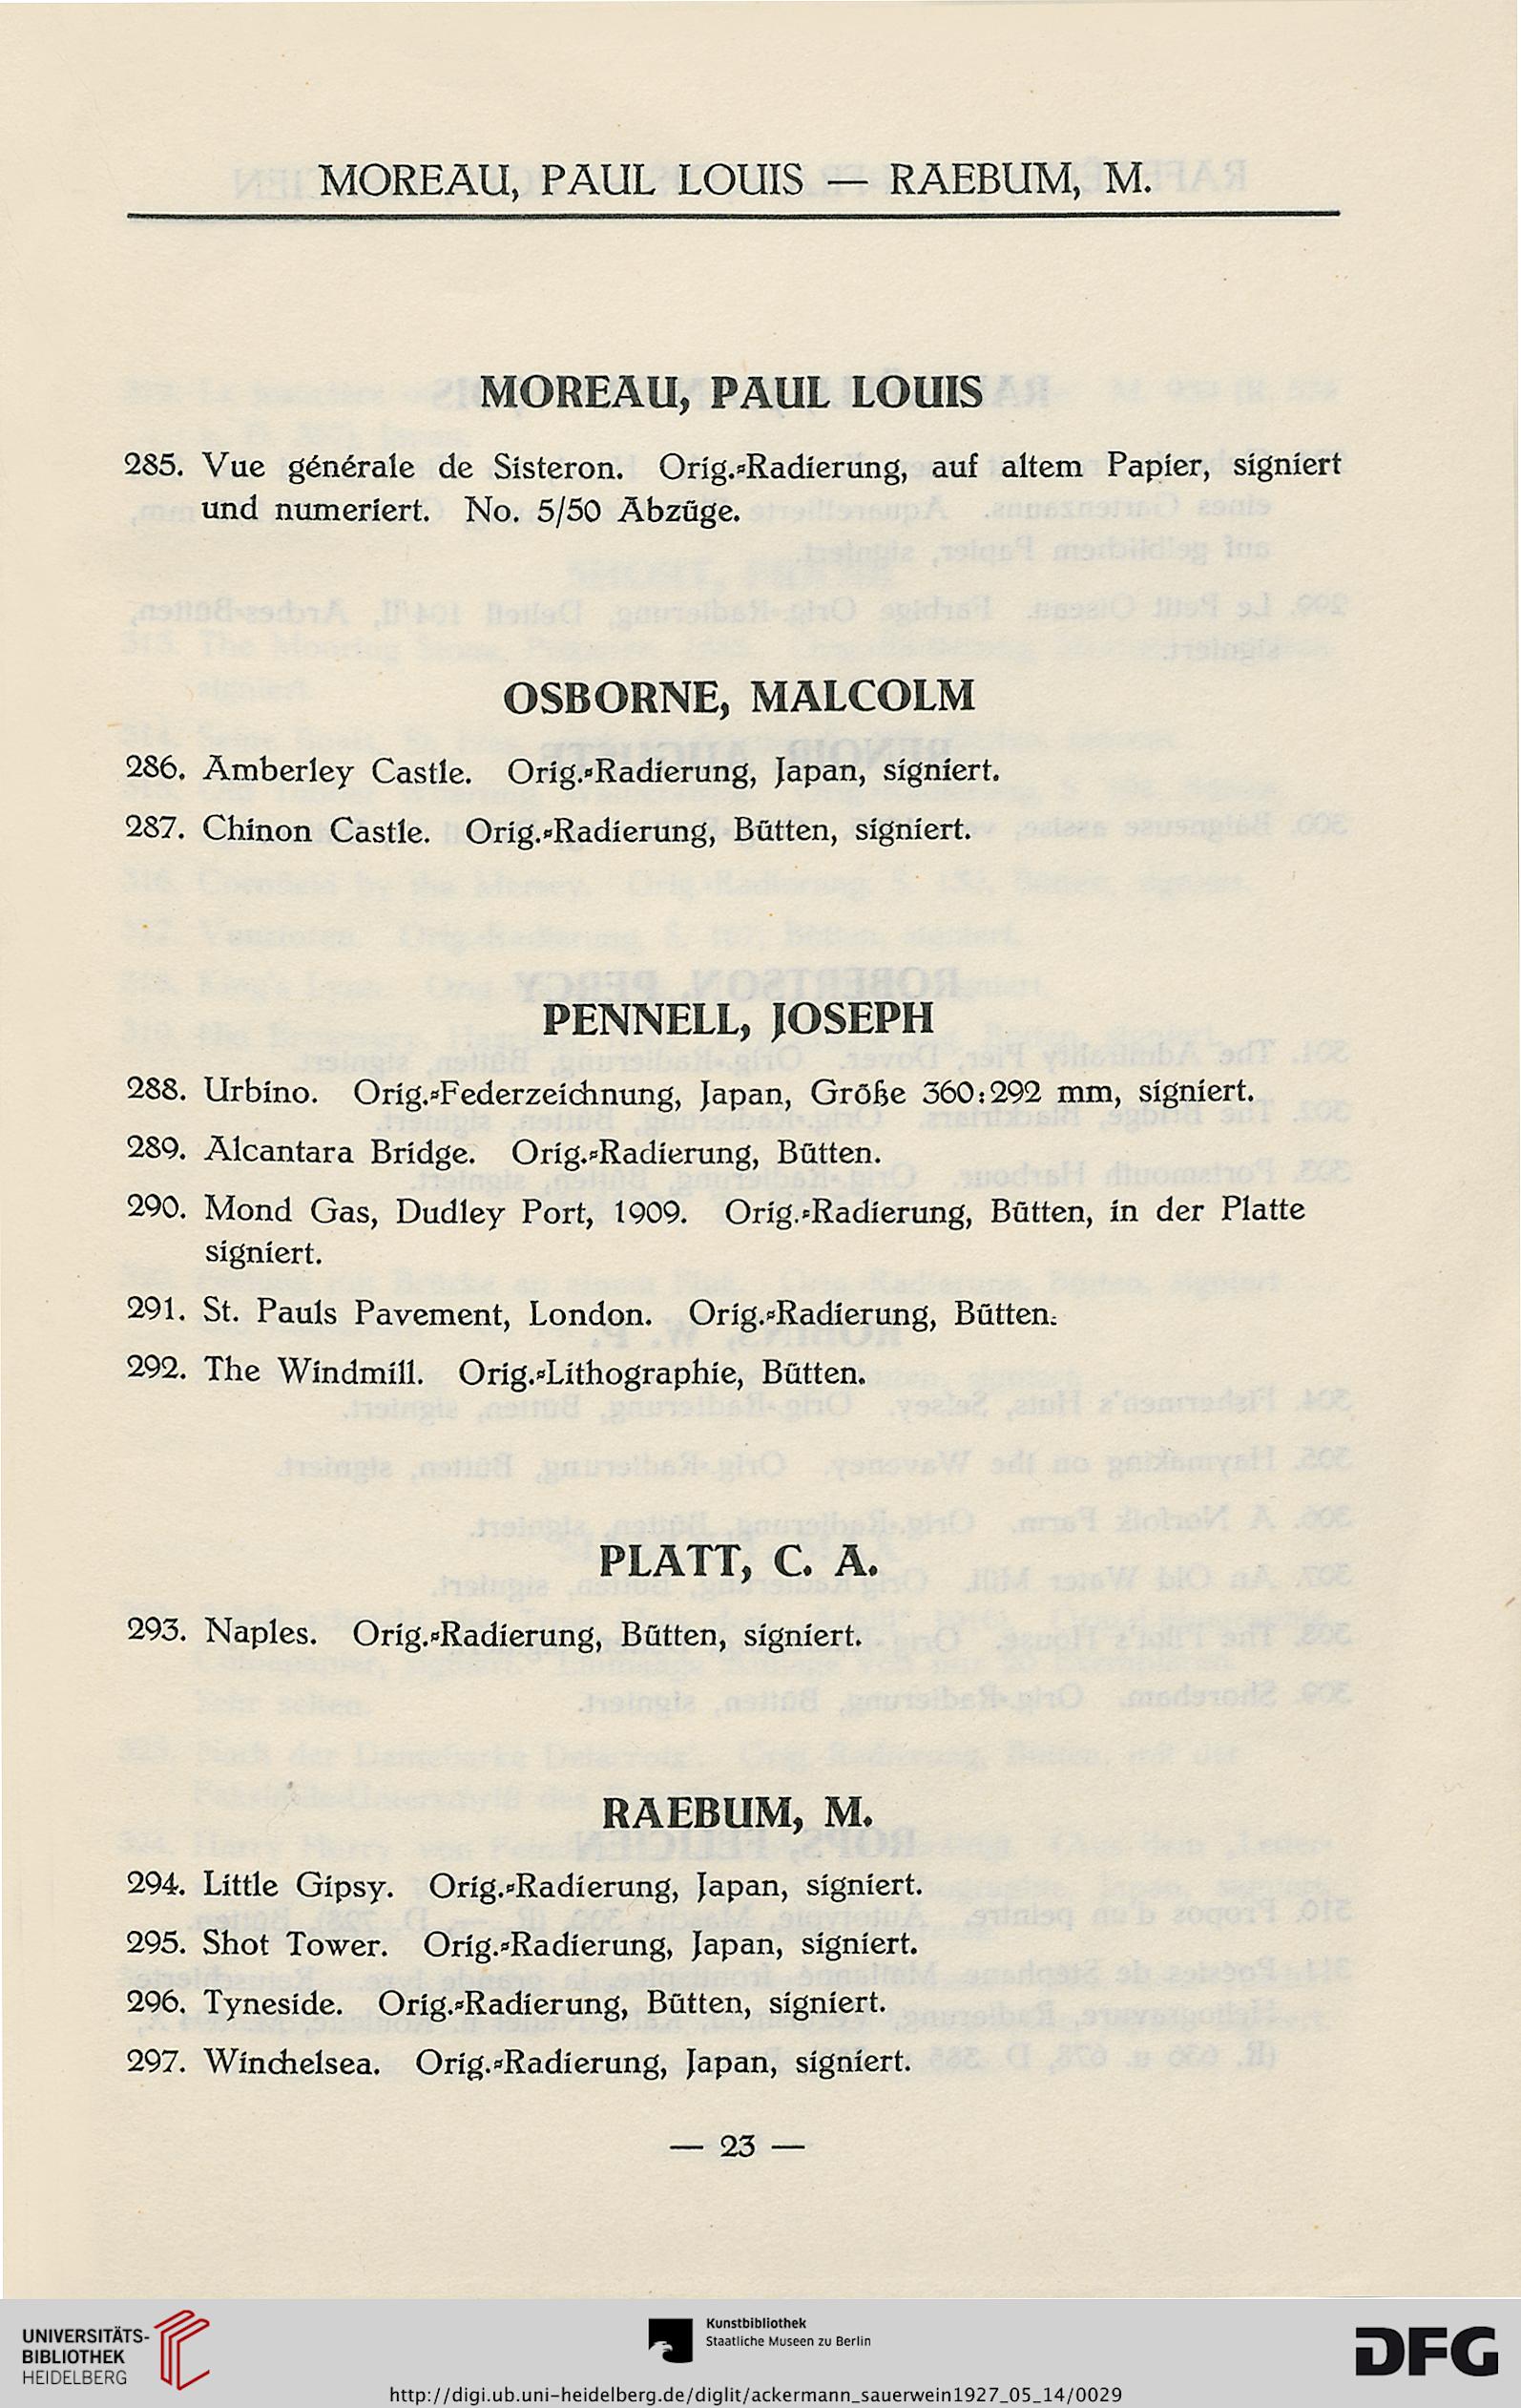 MOREAU, PAUL LOUIS — RAEBUM, M.
MOREAU, PAUL LOUIS
285. Vue générale de Sisteron. Orig.-Radierung, auf altem Papier, signiert
und numeriert. No. 5/50 Abzüge.
OSBORNE, MALCOLM
286. Amberley Castle. Orig.-Radierung, Japan, signiert.
287. Chinon Castle. Orig.-Radierung, Bütten, signiert.
PENNELL, JOSEPH
288. Urbino. Orig.-Federzeichnung, Japan, Größe 360:292 mm, signiert.
289. Alcantara Bridge. Orig.-Radierung, Bütten.
290. Mond Gas, Dudley Port, 1909. Orig.-Radierung, Bütten, in der Platte
signiert.
291. St. Pauls Pavement, London. Orig.-Radierung, Bütten.
292. The Windmill. Orig.-Lithographie, Bütten.
PLATT, C. A.
293. Naples. Orig.-Radierung, Bütten, signiert.
RAEBUM, M.
294. Little Gipsy. Orig.-Radierung, Japan, signiert.
295. Shot Tower. Orig.-Radierung, Japan, signiert.
296. Tyneside. Orig.-Radierung, Bütten, signiert.
297. Winchelsea. Orig.-Radierung, Japan, signiert.
— 23 —
UNIVERSITÄTS-
BIBLIOTHEK
HEIDELBERG
Kunstbibliothek
Staatliche Museen zu Berlin
DFG
http://digi.ub.uni-heidelberg.de/diglit/ackermann_sauerwein1927_05_14/0029